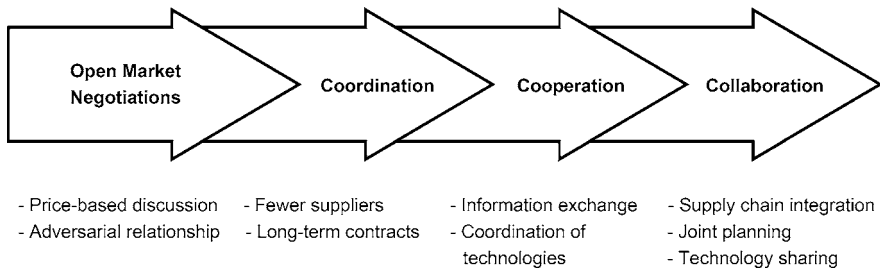 Open Market
Negotiations
Coordination
Cooperation
Collaboration
- Price-based discussion
- Adversarial relationship
- Fewer suppliers
- Long-term contracts
- Information exchange
- Coordination of
technologies
- Supply chain integration
- Joint planning
- Technology sharing